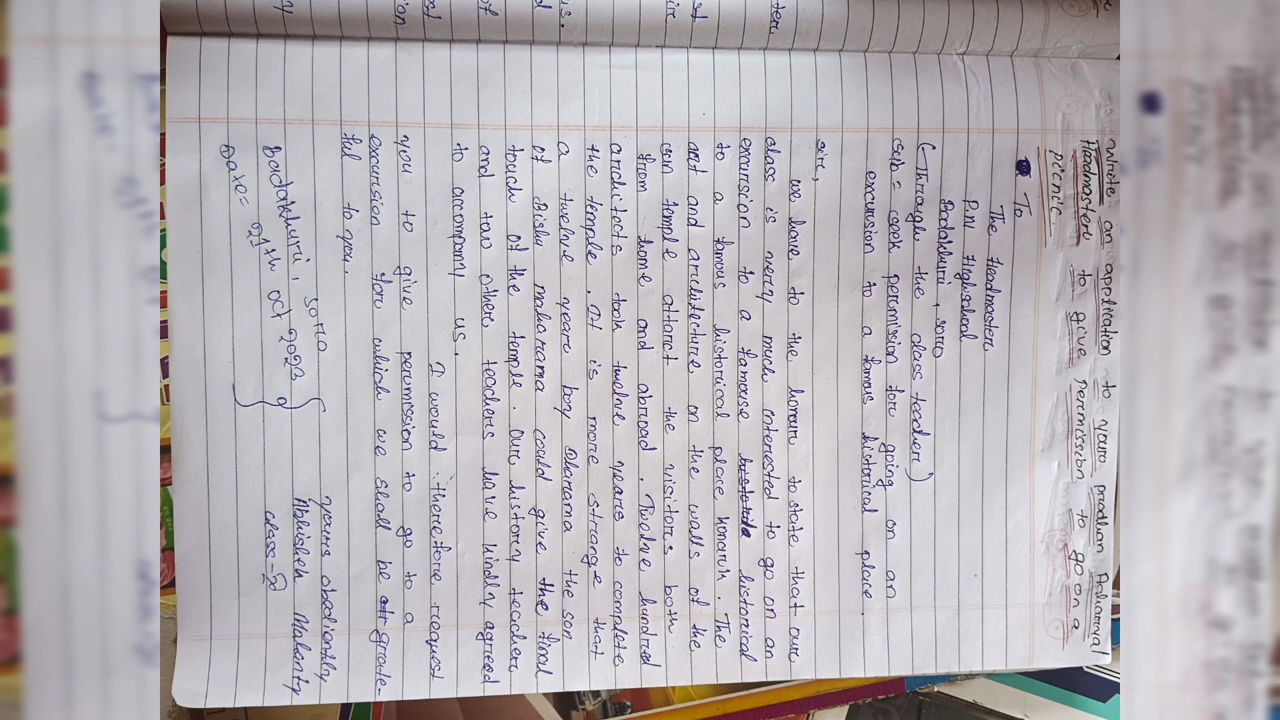 write an application to your pradhan Acharya/
Headmaster to give permission to go on a
picnic
To
The Headmaster
P.N Highschool
Badakhuri, soro
(-Through the class teacher)
sub= seek permission for going on an
excursion to a famus historical place.
sir,
we have to the honour to state that our
class is verry much interested to go on an
excursion to a famouse historical
to a famous historical place konark. The
art and architecture on the walls of the
sun temple attract the visitors both
from home and abroad. Twelve hundred
architects took twelve years to complete
the temple. It is more strange that
a twelve years boy Dharama the son
of Bishu maharana could give the final
touch of the temple. our history teacher
and two other teachers have kindly agreed
to accompany us.
I would therefore request
you to give permission to go to a
excursion for which we shall be grate-
ful to you.
Badakhuri, soro
Date= 21th oct 2023
yours obediently
Abhishek Mahanty
class-